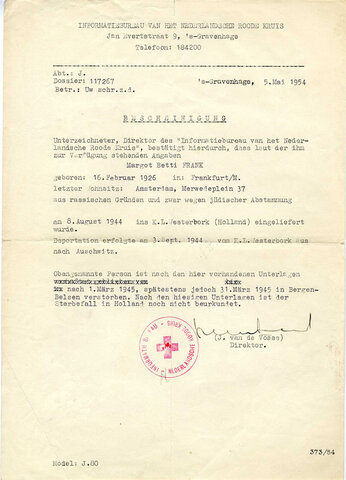 INFORMATIEBUREAU VAN HET NEDERLANDSCHE ROODE KRUIS
Jan Evertstraat 9, 's-Gravenhage
Telefoon: 184200
Abt.: J.
Dossier: 117267
's-Gravenhage, 5.Mai 1954
Betr.: Uw schr.z.d.
BESCHEINIGUNG
Unterzeichneter, Direktor des "Informatiebureau van het Neder-
landsche Roode Kruis", bestätigt hierdurch, dass laut der ihm
zur Verfügung stehenden Angaben
Margot Betti FRANK
geboren: 16.Februar 1926 in Frankfurt/M.
letzter Wohnsitz: Amsterdam, Merwedeplein 37
aus rassischen Gründen und zwar wegen jüdischer Abstammung
an 8.August 1944 ins K.L.Westerbork (Holland) eingeliefert
wurde.
Deportation erfolgte am 3.Sept. 1944 vom K.L.Westerbork aus
nach Auschwitz.
Obengenannte Person ist nach den hier vorhandenen Unterlagen
nach 1.März 1945, spätestens jedoch 31.März 1945 in Bergen-
Belsen verstorben. Nach den hiesigen Unterlagen ist der
Sterbefall in Holland noch nicht beurkundet.
(J. van de Vosse)
Direktor.
373/54
Model: J.80